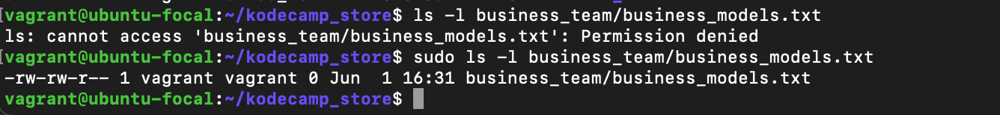 vagrant@ubuntu-focal:~/kodecamp_store$ ls -l business_team/business_models.txt
ls: cannot access 'business_team/business_models.txt': Permission denied
vagrant@ubuntu-focal:~/kodecamp_store$ sudo ls -l business_team/business_models.txt
-rw-rw-r-- 1 vagrant vagrant 0 Jun  1 16:31 business_team/business_models.txt
vagrant@ubuntu-focal:~/kodecamp_store$